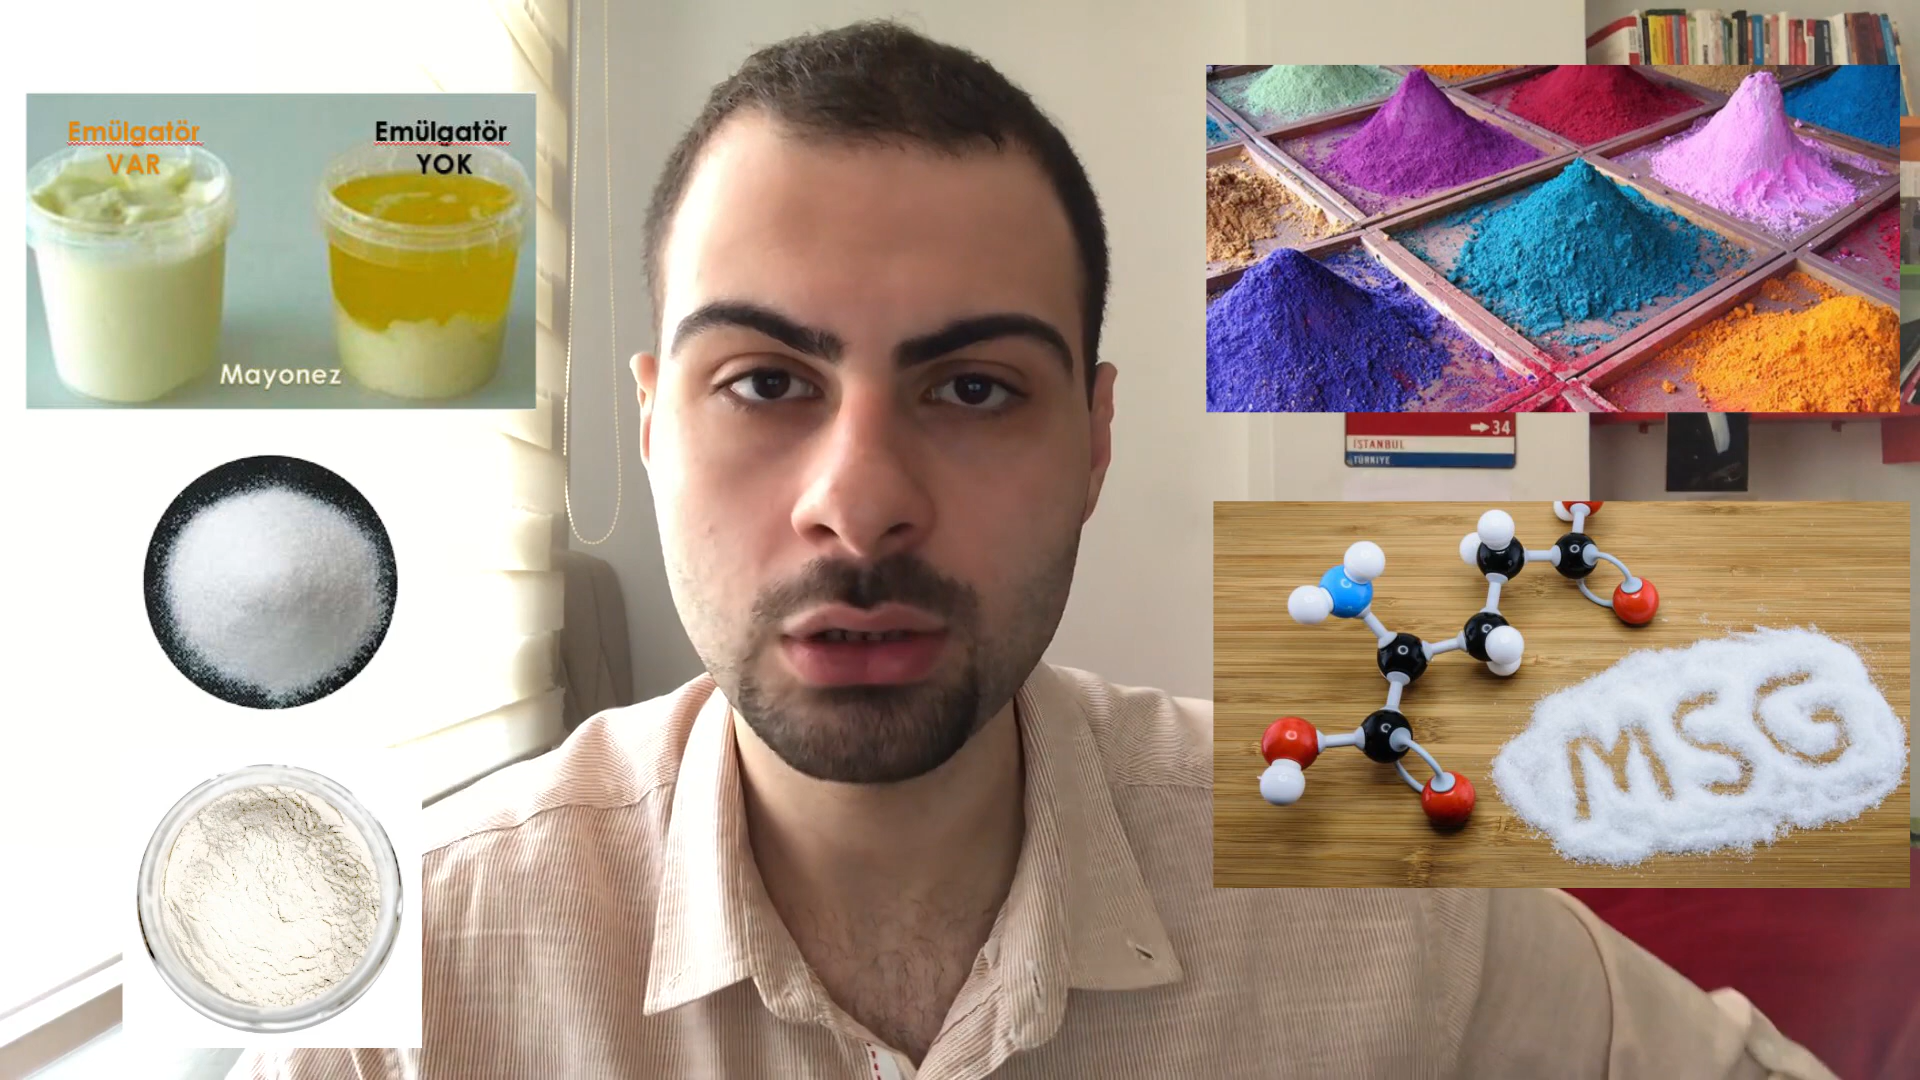 Emülgatör
VAR
Emülgatör
YOK
Mayonez
34
İSTANBUL
TÜRKİYE
MSG